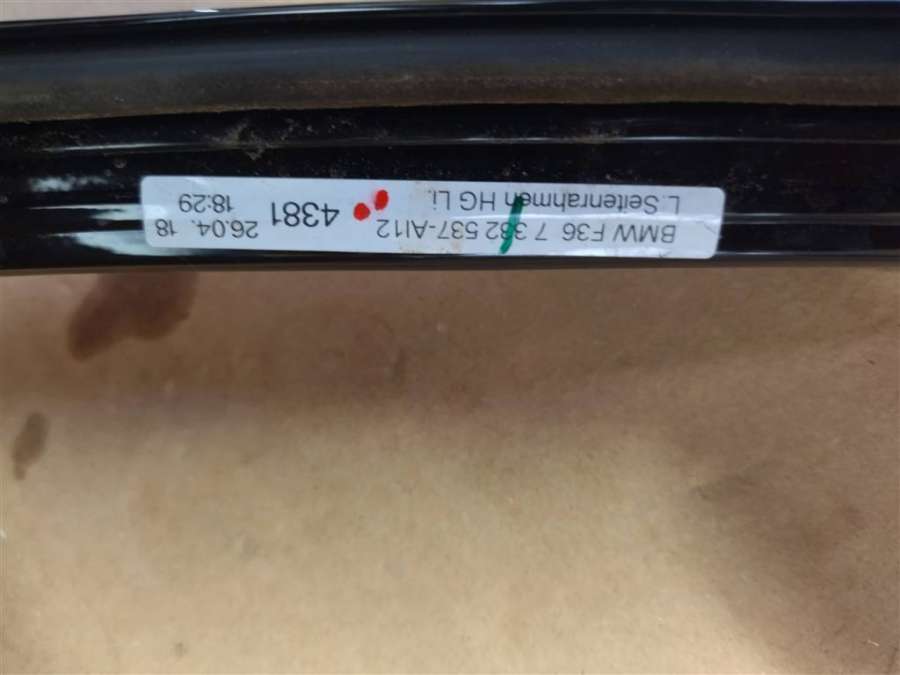 BMW F36 7 382 537-AI12 4381 26.04. 18
L.Seitenrahmen HG Li. 18:29